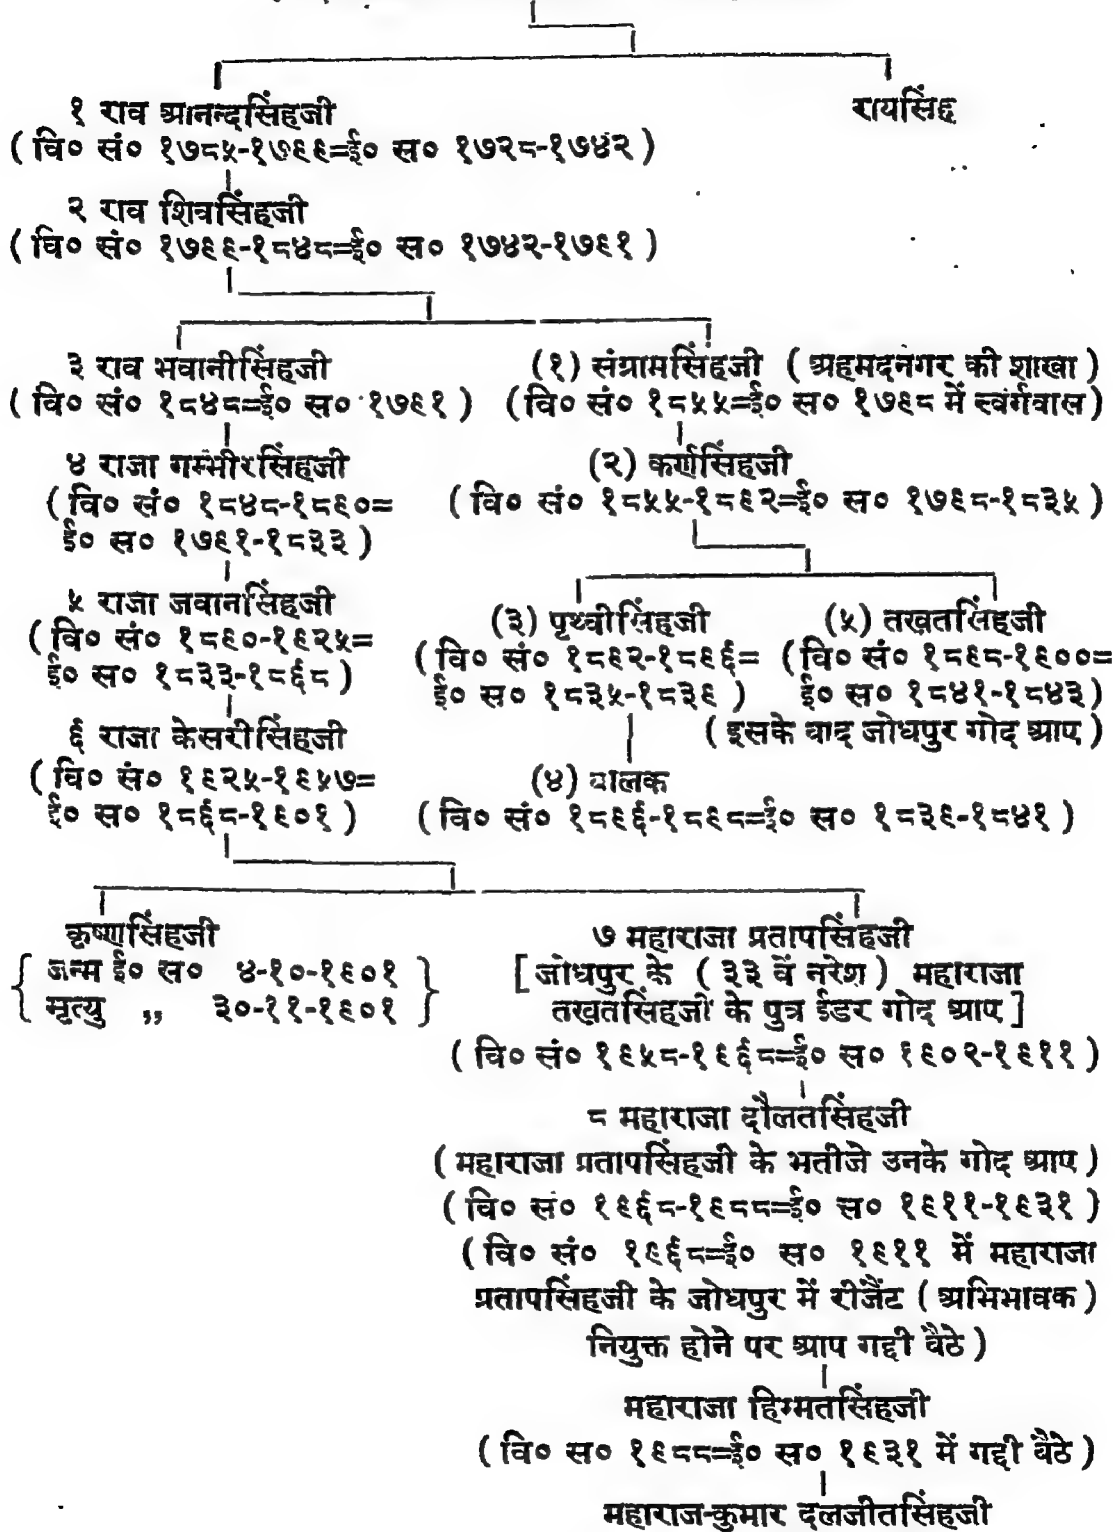 १ राव आनन्दसिंहजी
रायसिंह
( वि० सं० १७८५-१७९९=ई० स० १७२८-१७४२ )
२ राव शिवसिंहजी
( वि० सं० १७९९-१८४८=ई० स० १७४२-१७९१ )
३ राव भवानीसिंहजी
( वि० सं० १८४८=ई० स० १७९१ )
(१) संग्रामसिंहजी ( अहमदनगर की शाखा )
(वि० सं० १८५५=ई० स० १७९८ में स्वर्गवास)
४ राजा गम्भीरसिंहजी
( वि० सं० १८४८-१८९०=
ई० स० १७९१-१८३३ )
(२) कर्णसिंहजी
( वि० सं० १८५५-१८९२=ई० स० १७९८-१८३५ )
५ राजा जवानसिंहजी
( वि० सं० १८९०-१९२५=
ई० स० १८३३-१८६८ )
(३) पृथ्वीसिंहजी
( वि० सं० १८९२-१८९६=
ई० स० १८३५-१८३९ )
(५) तखतसिंहजी
(वि० सं० १८९८-१९००=
ई० स० १८४१-१८४३)
( इसके बाद जोधपुर गोद आए )
६ राजा केसरीसिंहजी
( वि० सं० १९२५-१९५७=
ई० स० १८६८-१९०१ )
(४) बालक
( वि० सं० १८९६-१८९८=ई० स० १८३९-१८४१ )
कृष्णसिंहजी
{ जन्म ई० स० ४-१०-१९०१ }
{ मृत्यु ,, ३०-११-१९०१ }
७ महाराजा प्रतापसिंहजी
[ जोधपुर के ( ३३ वें नरेश ) महाराजा
तखतसिंहजी के पुत्र ईडर गोद आए ]
( वि० सं० १९५८-१९६८=ई० स० १९०२-१९११ )
८ महाराजा दौलतसिंहजी
( महाराजा प्रतापसिंहजी के भतीजे उनके गोद आए )
( वि० सं० १९६८-१९८८=ई० स० १९११-१९३१ )
( वि० सं० १९६८=ई० स० १९११ में महाराजा
प्रतापसिंहजी के जोधपुर में रीजैंट ( अभिभावक )
नियुक्त होने पर आप गद्दी बैठे )
महाराजा हिम्मतसिंहजी
( वि० स० १९८८=ई० स० १९३१ में गद्दी बैठे )
महाराज-कुमार दलजीतसिंहजी